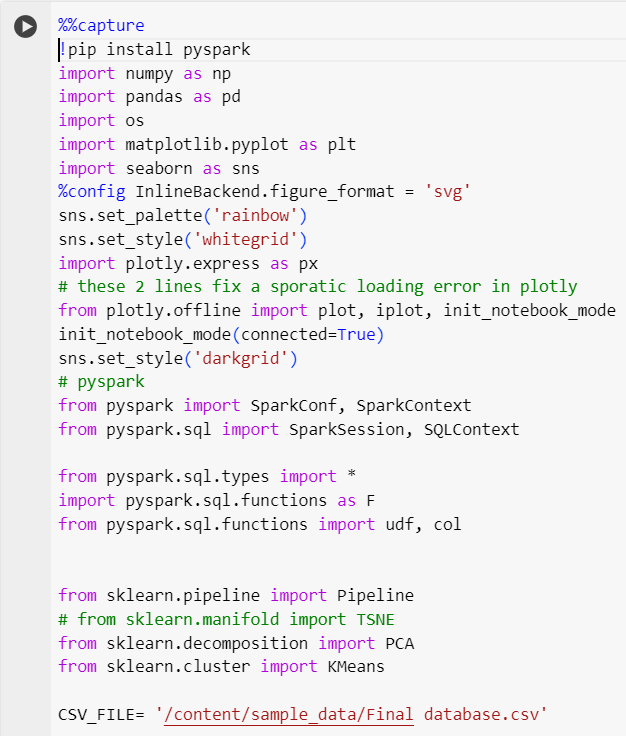 %%capture
!pip install pyspark
import numpy as np
import pandas as pd
import os
import matplotlib.pyplot as plt
import seaborn as sns
%config InlineBackend.figure_format = 'svg'
sns.set_palette('rainbow')
sns.set_style('whitegrid')
import plotly.express as px
# these 2 lines fix a sporatic loading error in plotly
from plotly.offline import plot, iplot, init_notebook_mode
init_notebook_mode(connected=True)
sns.set_style('darkgrid')
# pyspark
from pyspark import SparkConf, SparkContext
from pyspark.sql import SparkSession, SQLContext
from pyspark.sql.types import *
import pyspark.sql.functions as F
from pyspark.sql.functions import udf, col
from sklearn.pipeline import Pipeline
# from sklearn.manifold import TSNE
from sklearn.decomposition import PCA
from sklearn.cluster import KMeans
CSV_FILE= '/content/sample_data/Final database.csv'